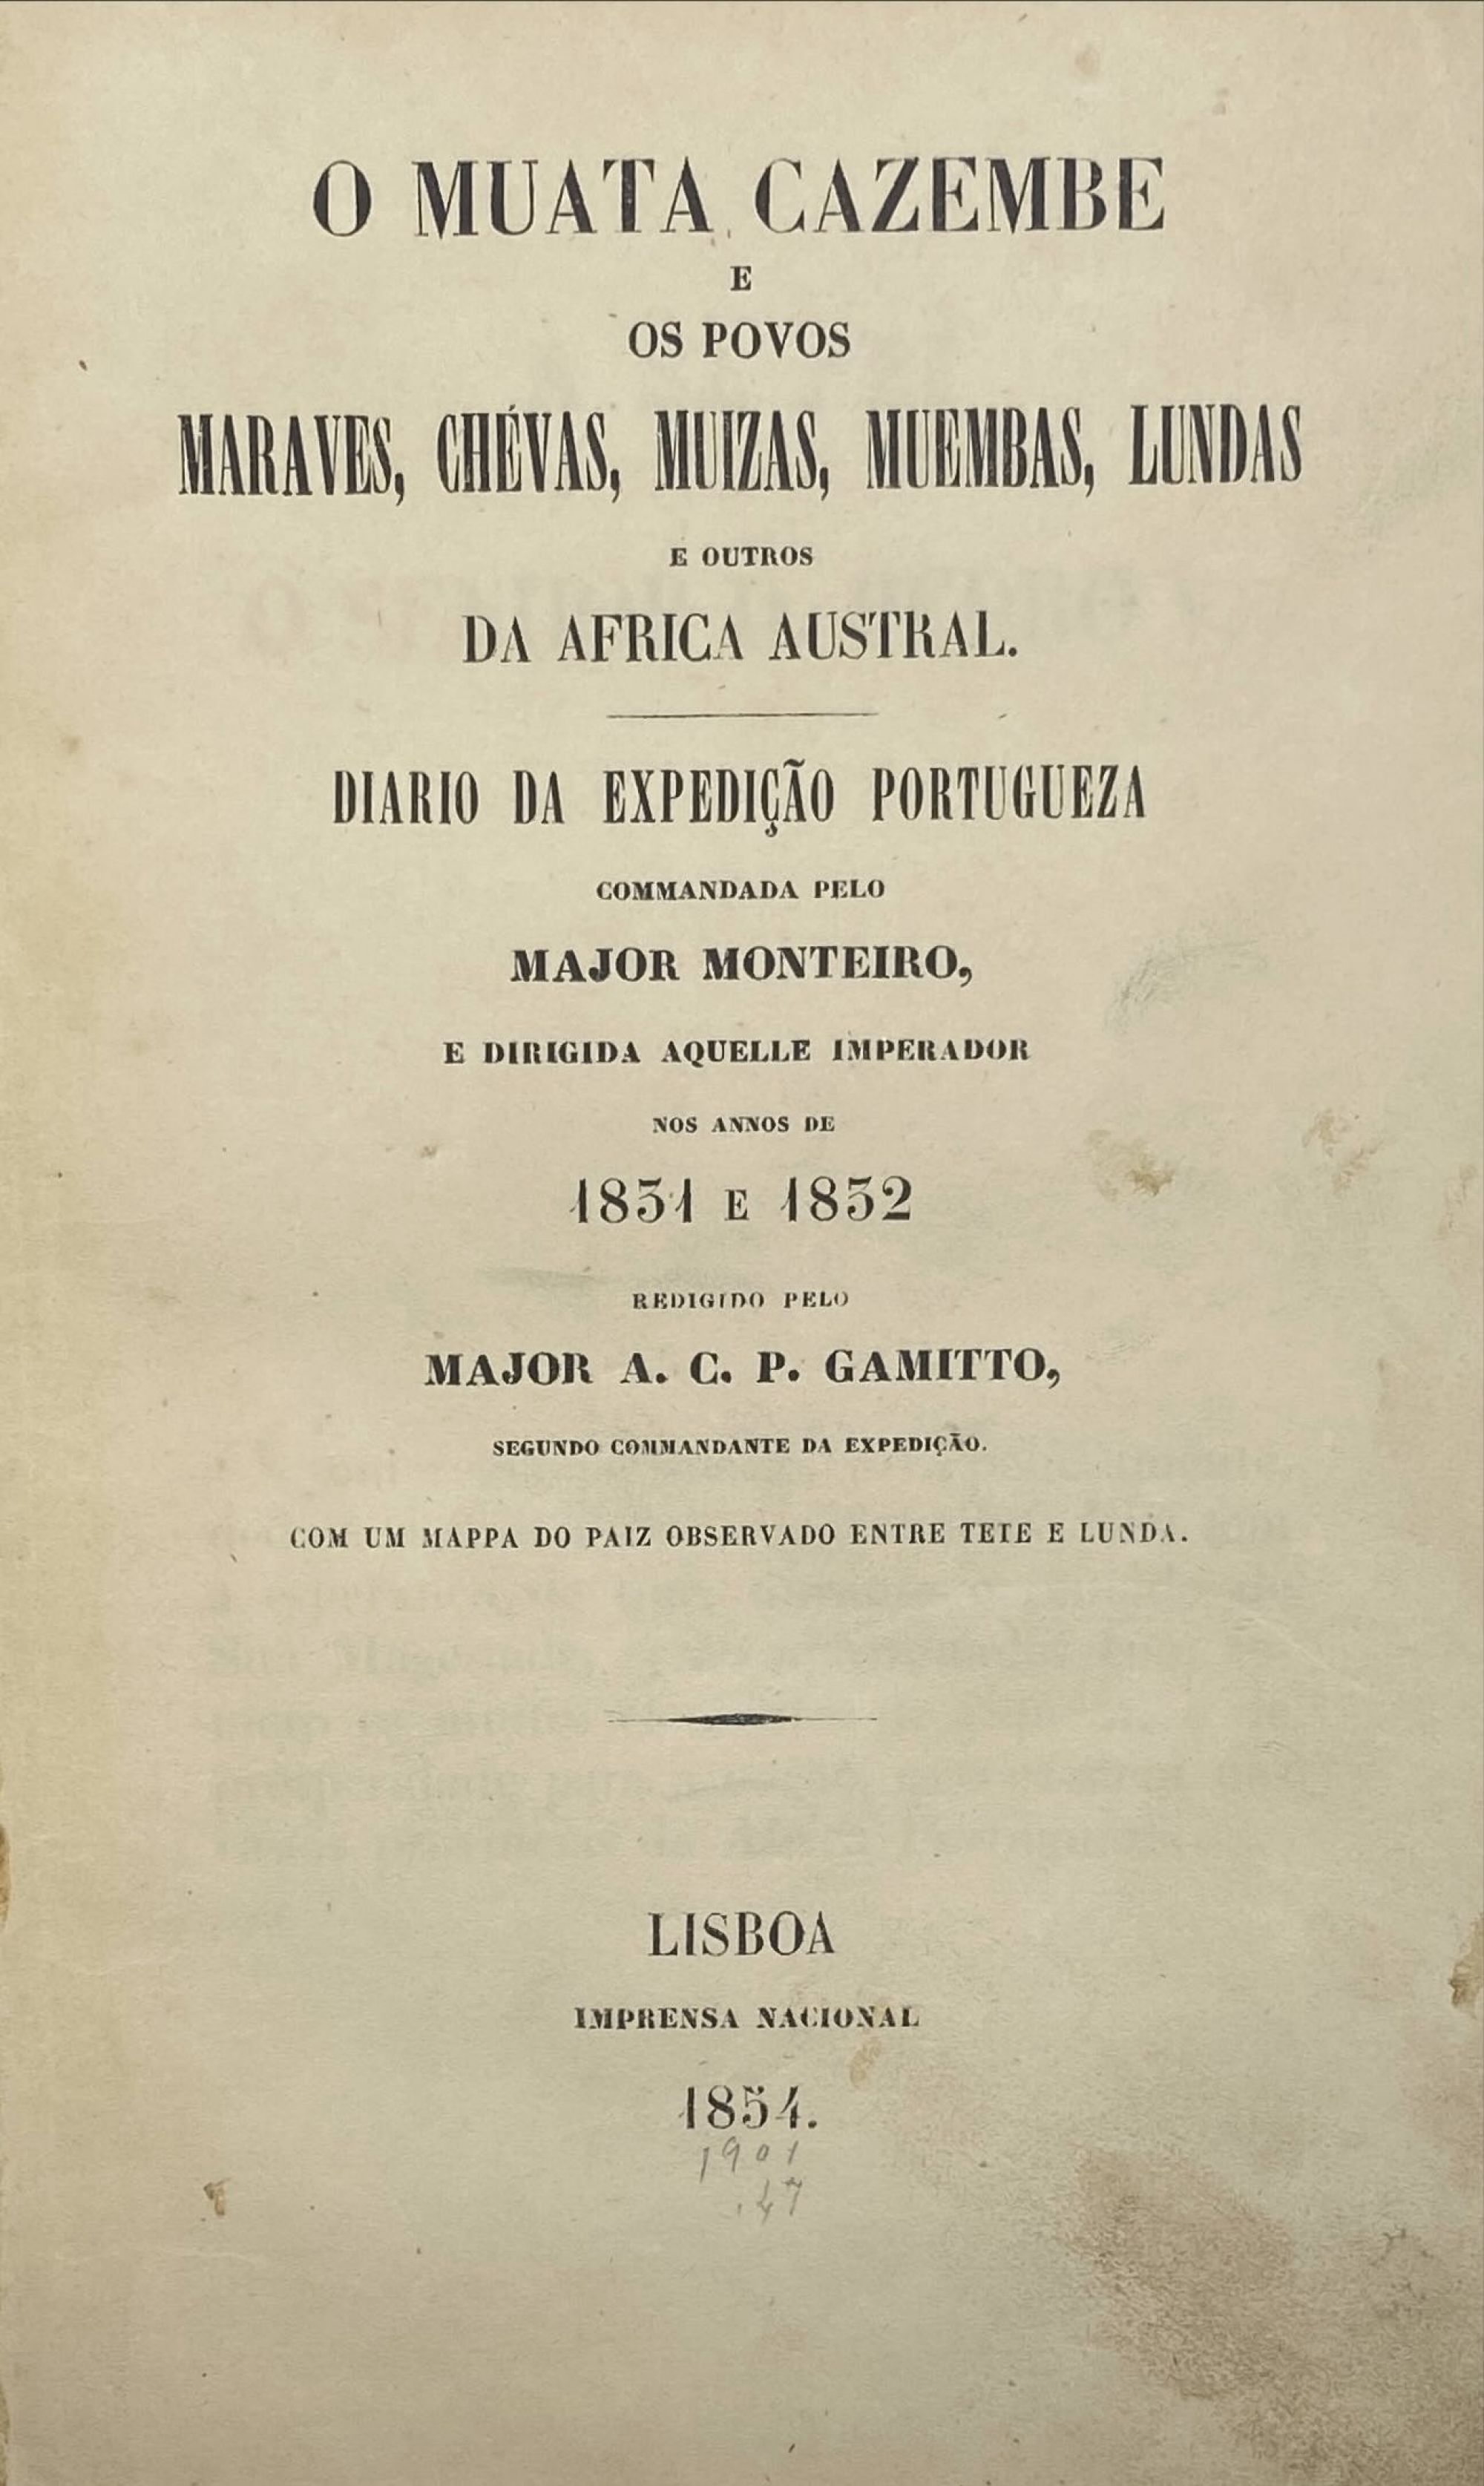 O MUATA CAZEMBE
E
OS POVOS
MARAVES, CHÉVAS, MUIZAS, MUEMBAS, LUNDAS
E OUTROS
DA AFRICA AUSTRAL.
DIARIO DA EXPEDIÇÃO PORTUGUEZA
COMMANDADA PELO
MAJOR MONTEIRO,
E DIRIGIDA AQUELLE IMPERADOR
NOS ANNOS DE
1831 E 1832
REDIGIDO PELO
MAJOR A. C. P. GAMITTO,
SEGUNDO COMMANDANTE DA EXPEDIÇÃO.
COM UM MAPPA DO PAIZ OBSERVADO ENTRE TETE E LUNDA.
LISBOA
IMPRENSA NACIONAL
1854.
1901
.47